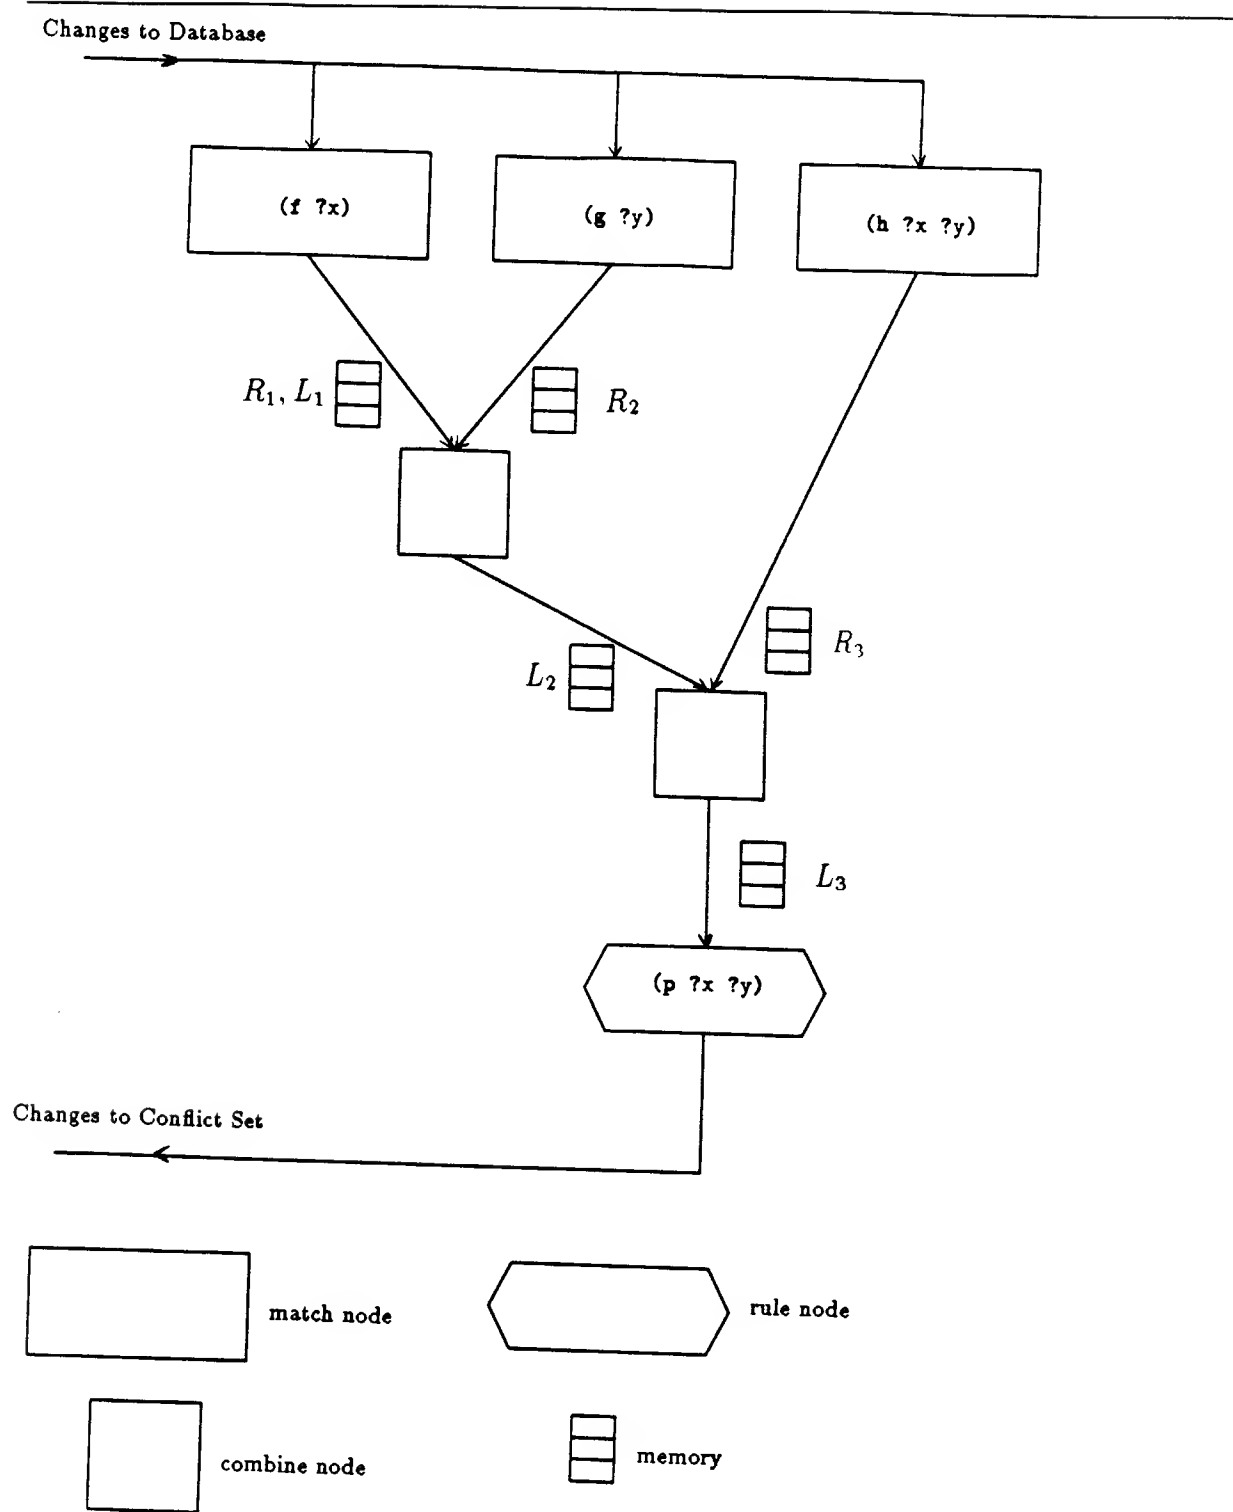 Changes to Database
(f ?x)
(g ?y)
(h ?x ?y)
R₁, L₁
R₂
R₃
L₂
L₃
(p ?x ?y)
Changes to Conflict Set
match node
rule node
combine node
memory